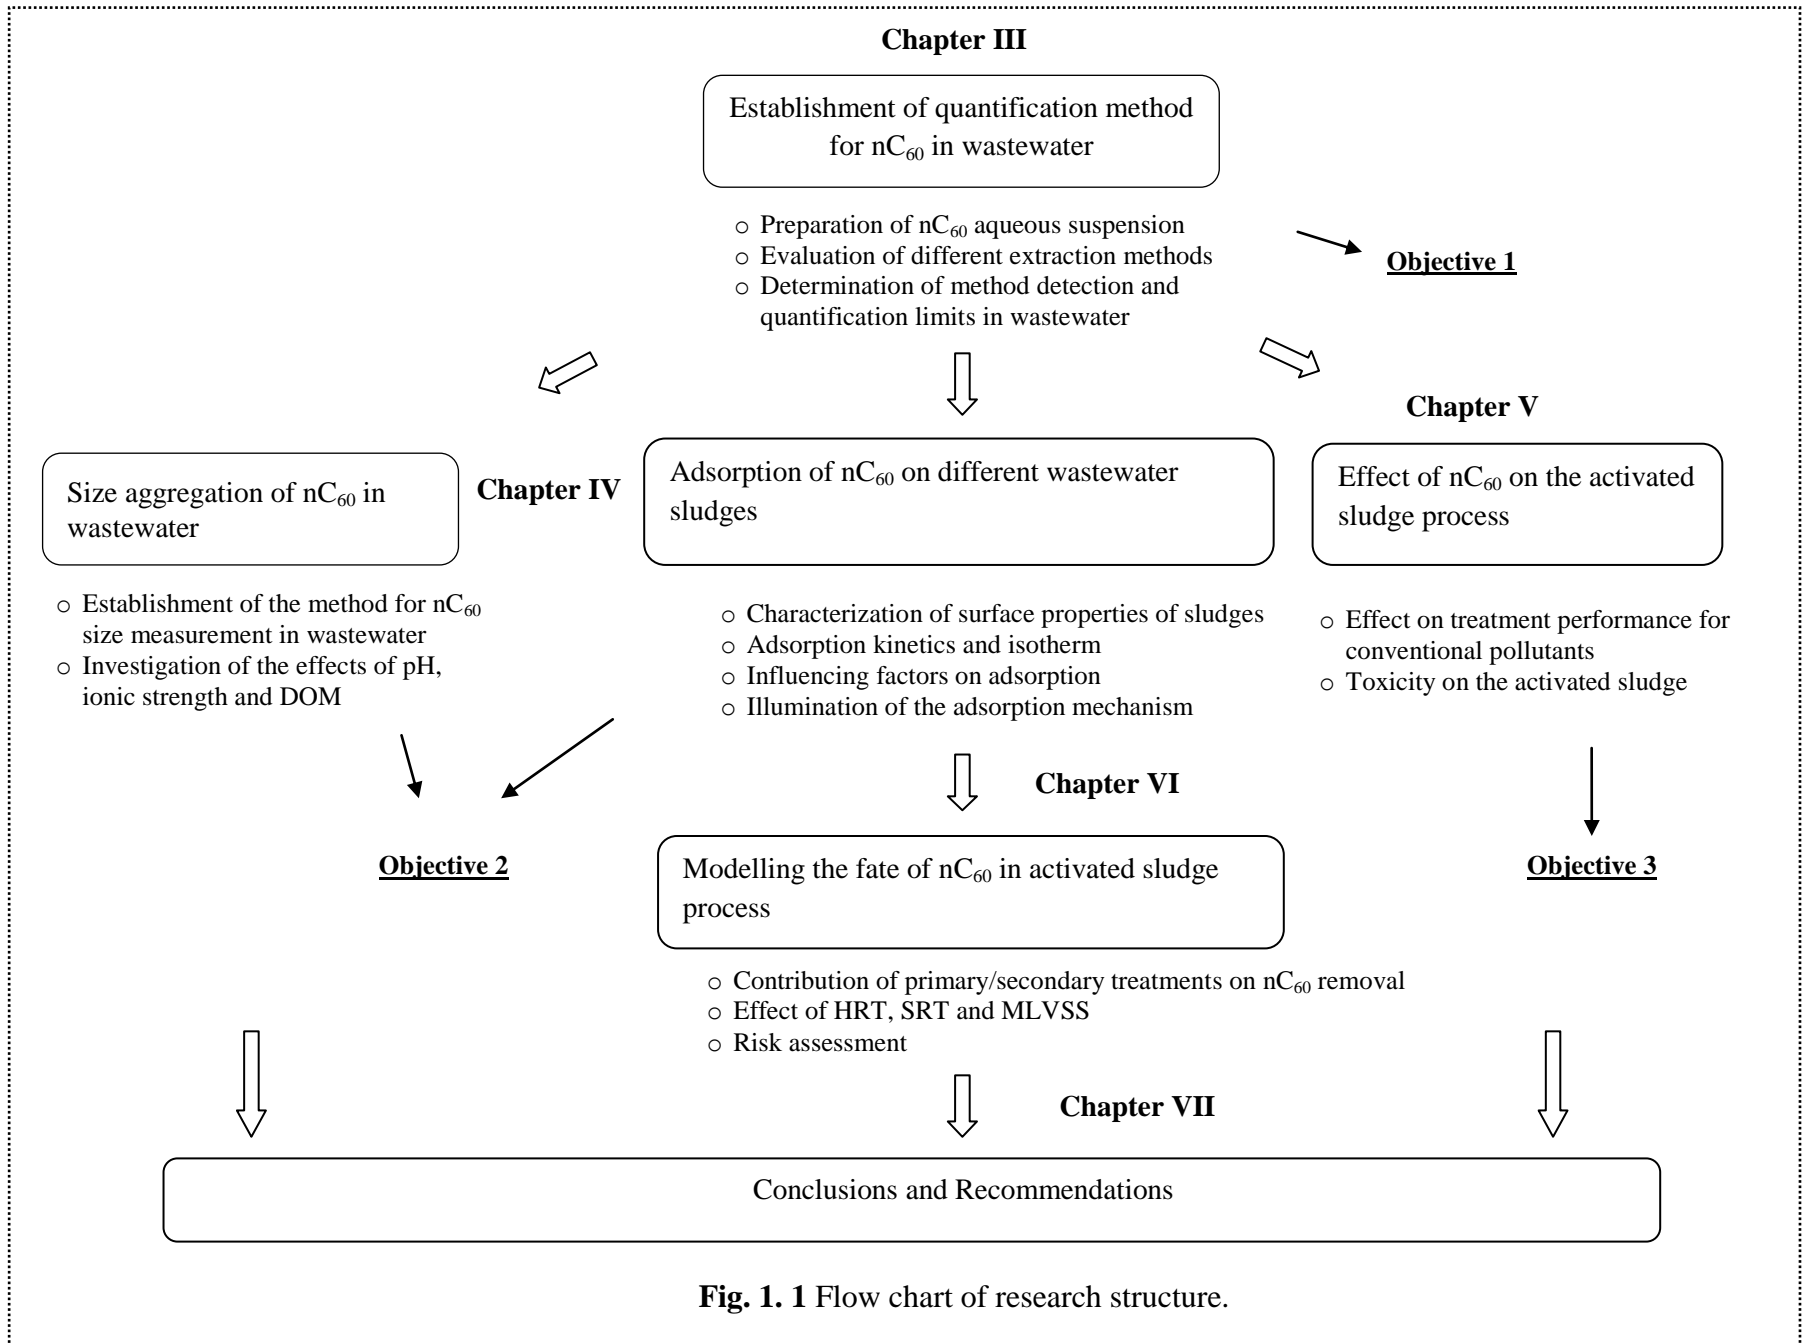 Chapter III
Establishment of quantification method
for nC₆₀ in wastewater
○ Preparation of nC₆₀ aqueous suspension
○ Evaluation of different extraction methods
○ Determination of method detection and
quantification limits in wastewater
Objective 1
Chapter IV
Size aggregation of nC₆₀ in
wastewater
○ Establishment of the method for nC₆₀
size measurement in wastewater
○ Investigation of the effects of pH,
ionic strength and DOM
Adsorption of nC₆₀ on different wastewater
sludges
○ Characterization of surface properties of sludges
○ Adsorption kinetics and isotherm
○ Influencing factors on adsorption
○ Illumination of the adsorption mechanism
Objective 2
Chapter V
Effect of nC₆₀ on the activated
sludge process
○ Effect on treatment performance for
conventional pollutants
○ Toxicity on the activated sludge
Objective 3
Chapter VI
Modelling the fate of nC₆₀ in activated sludge
process
○ Contribution of primary/secondary treatments on nC₆₀ removal
○ Effect of HRT, SRT and MLVSS
○ Risk assessment
Chapter VII
Conclusions and Recommendations
Fig. 1. 1 Flow chart of research structure.